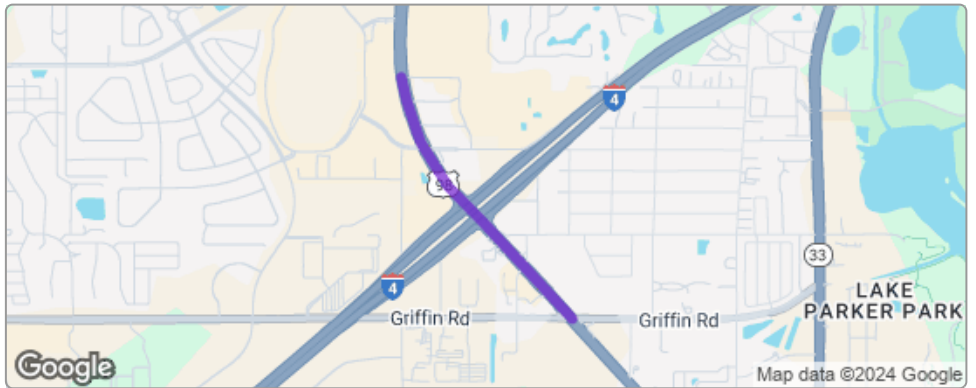 4
98
33
4
LAKE
PARKER PARK
Griffin Rd
Griffin Rd
Google
Map data ©2024 Google